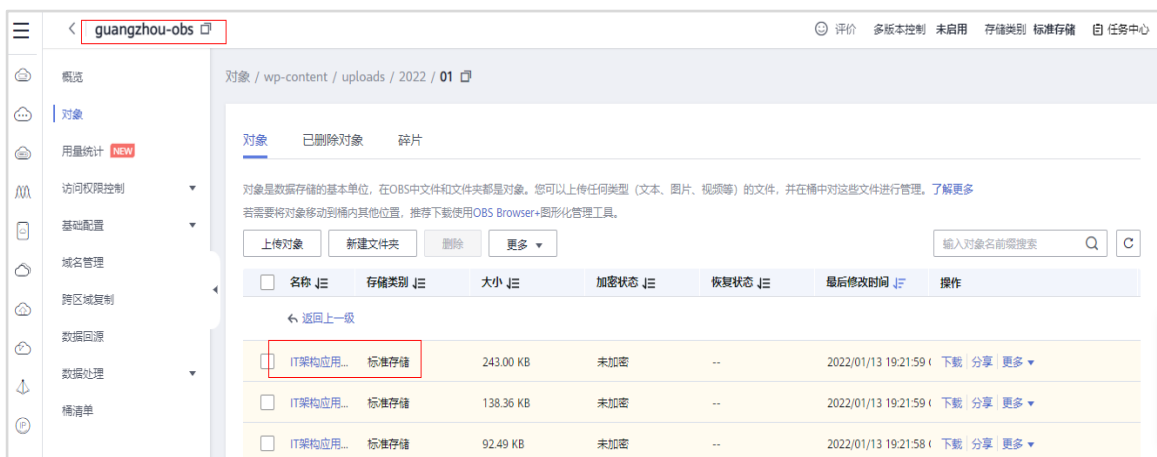 guangzhou-obs
评价 多版本控制 未启用 存储类别 标准存储 任务中心
概览
对象
用量统计 NEW
访问权限控制
基础配置
域名管理
跨区域复制
数据回源
数据处理
桶清单
对象 / wp-content / uploads / 2022 / 01
对象 已删除对象 碎片
对象是数据存储的基本单位，在OBS中文件和文件夹都是对象。您可以上传任何类型（文本、图片、视频等）的文件，并在桶中对这些文件进行管理。了解更多
若需要将对象移动到桶内其他位置，推荐下载使用OBS Browser+图形化管理工具。
上传对象 新建文件夹 删除 更多 输入对象名前缀搜索
名称 存储类别 大小 加密状态 恢复状态 最后修改时间 操作
返回上一级
IT架构应用... 标准存储 243.00 KB 未加密 -- 2022/01/13 19:21:59 下载 分享 更多
IT架构应用... 标准存储 138.36 KB 未加密 -- 2022/01/13 19:21:59 下载 分享 更多
IT架构应用... 标准存储 92.49 KB 未加密 -- 2022/01/13 19:21:58 下载 分享 更多